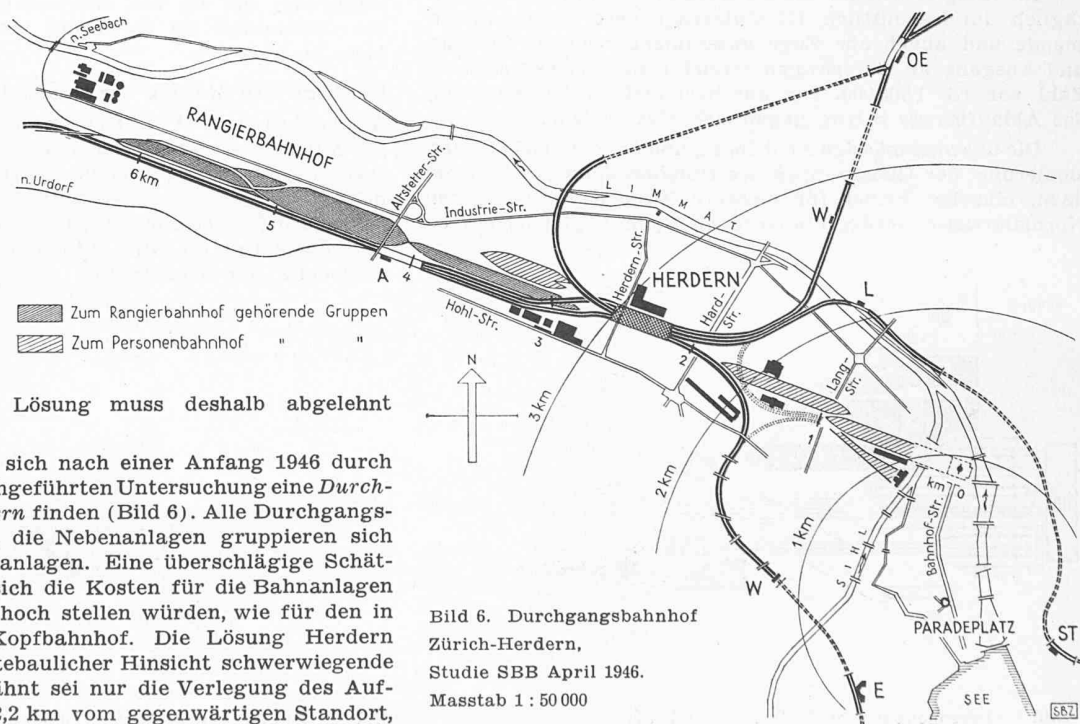 n. Seebach
RANGIERBAHNHOF
OE
6 km
n. Urdorf
5
Altstetter-Str.
Industrie-Str.
LIMMAT
W.
A
4
Herdern-Str.
HERDERN
Hard-Str.
L
Zum Rangierbahnhof gehörende Gruppen
Zum Personenbahnhof " "
Hohl-Str.
3
2
Lang-Str.
N
3 km
2 km
1 km
1
km 0
SIHL
Bahnhof-Str.
W
PARADEPLATZ
ST
E
SEE
SBZ
Lösung muss deshalb abgelehnt
sich nach einer Anfang 1946 durch
ngeführten Untersuchung eine Durch-
rn finden (Bild 6). Alle Durchgangs-
die Nebenanlagen gruppieren sich
anlagen. Eine überschlägige Schät-
sich die Kosten für die Bahnanlagen
hoch stellen würden, wie für den in
Kopfbahnhof. Die Lösung Herdern
tebaulicher Hinsicht schwerwiegende
ähnt sei nur die Verlegung des Auf-
2,2 km vom gegenwärtigen Standort,
Bild 6. Durchgangsbahnhof
Zürich-Herdern,
Studie SBB April 1946.
Masstab 1 : 50 000